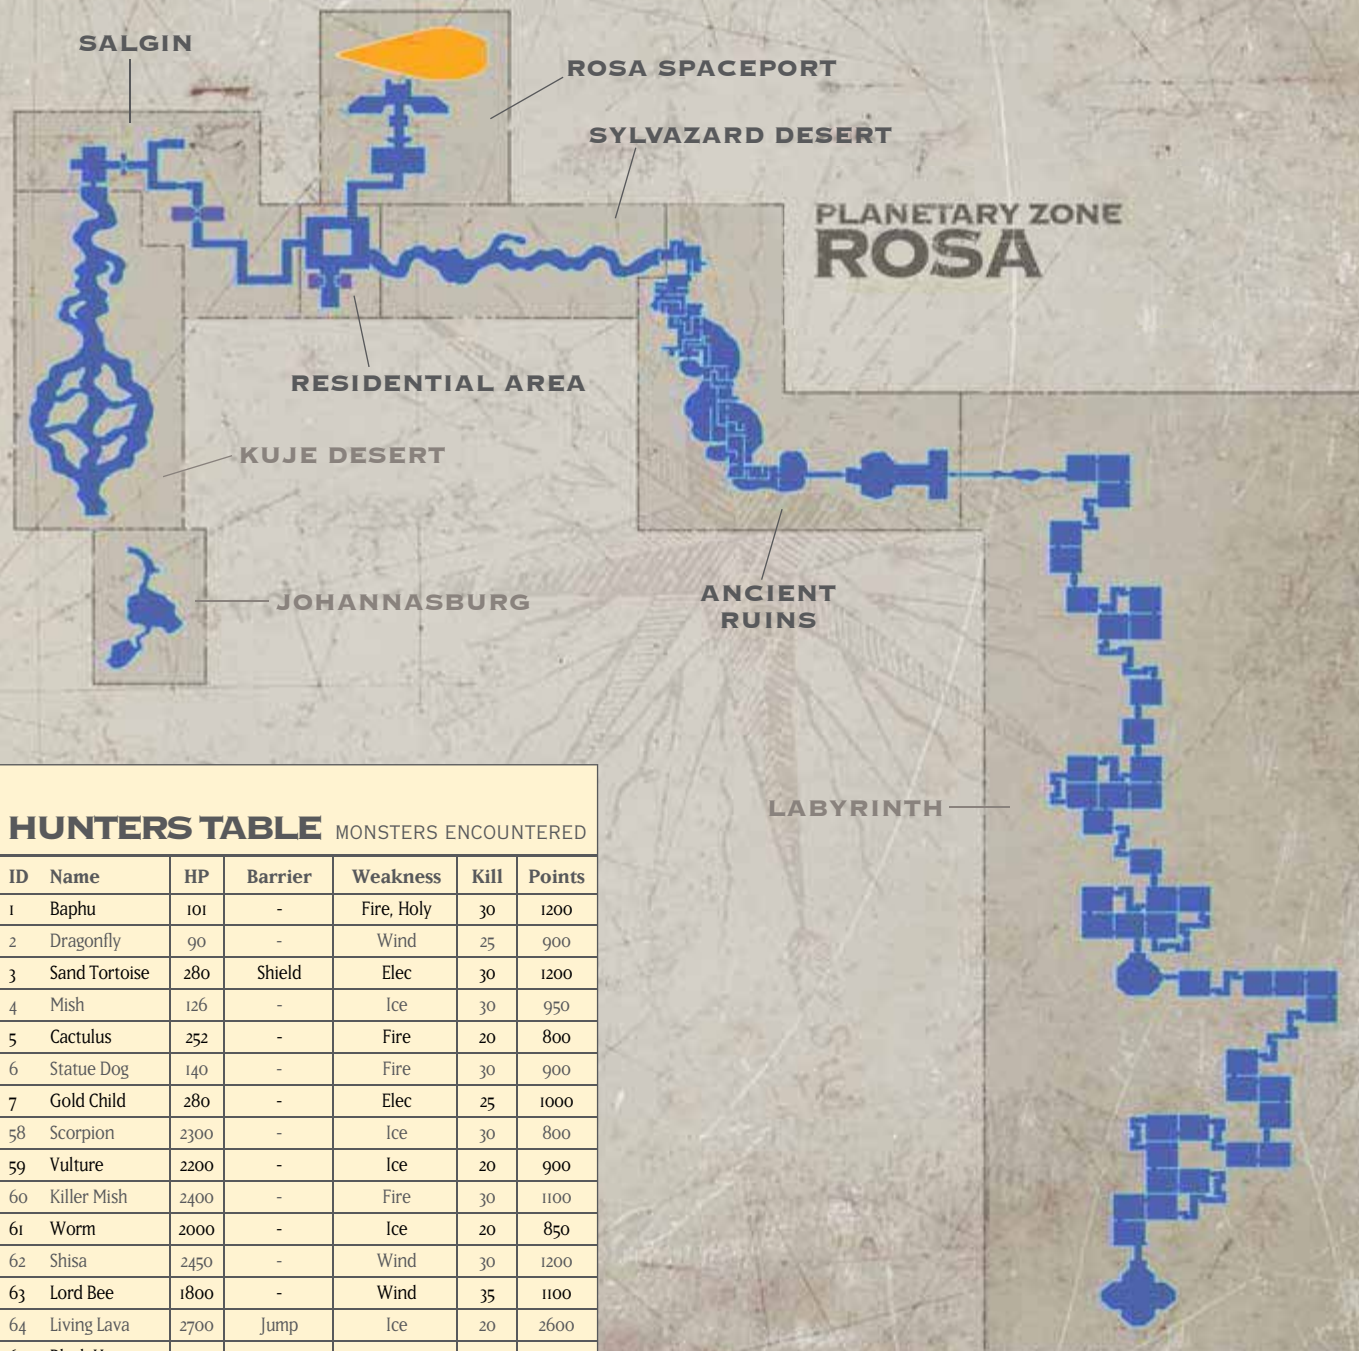 SALGIN
ROSA SPACEPORT
SYLVAZARD DESERT
PLANETARY ZONE
ROSA
RESIDENTIAL AREA
KUJE DESERT
JOHANNASBURG
ANCIENT
RUINS
LABYRINTH
HUNTERS TABLE MONSTERS ENCOUNTERED
ID Name HP Barrier Weakness Kill Points
1 Baphu 101 - Fire, Holy 30 1200
2 Dragonfly 90 - Wind 25 900
3 Sand Tortoise 280 Shield Elec 30 1200
4 Mish 126 - Ice 30 950
5 Cactulus 252 - Fire 20 800
6 Statue Dog 140 - Fire 30 900
7 Gold Child 280 - Elec 25 1000
58 Scorpion 2300 - Ice 30 800
59 Vulture 2200 - Ice 20 900
60 Killer Mish 2400 - Fire 30 1100
61 Worm 2000 - Ice 20 850
62 Shisa 2450 - Wind 30 1200
63 Lord Bee 1800 - Wind 35 1100
64 Living Lava 2700 Jump Ice 20 2600